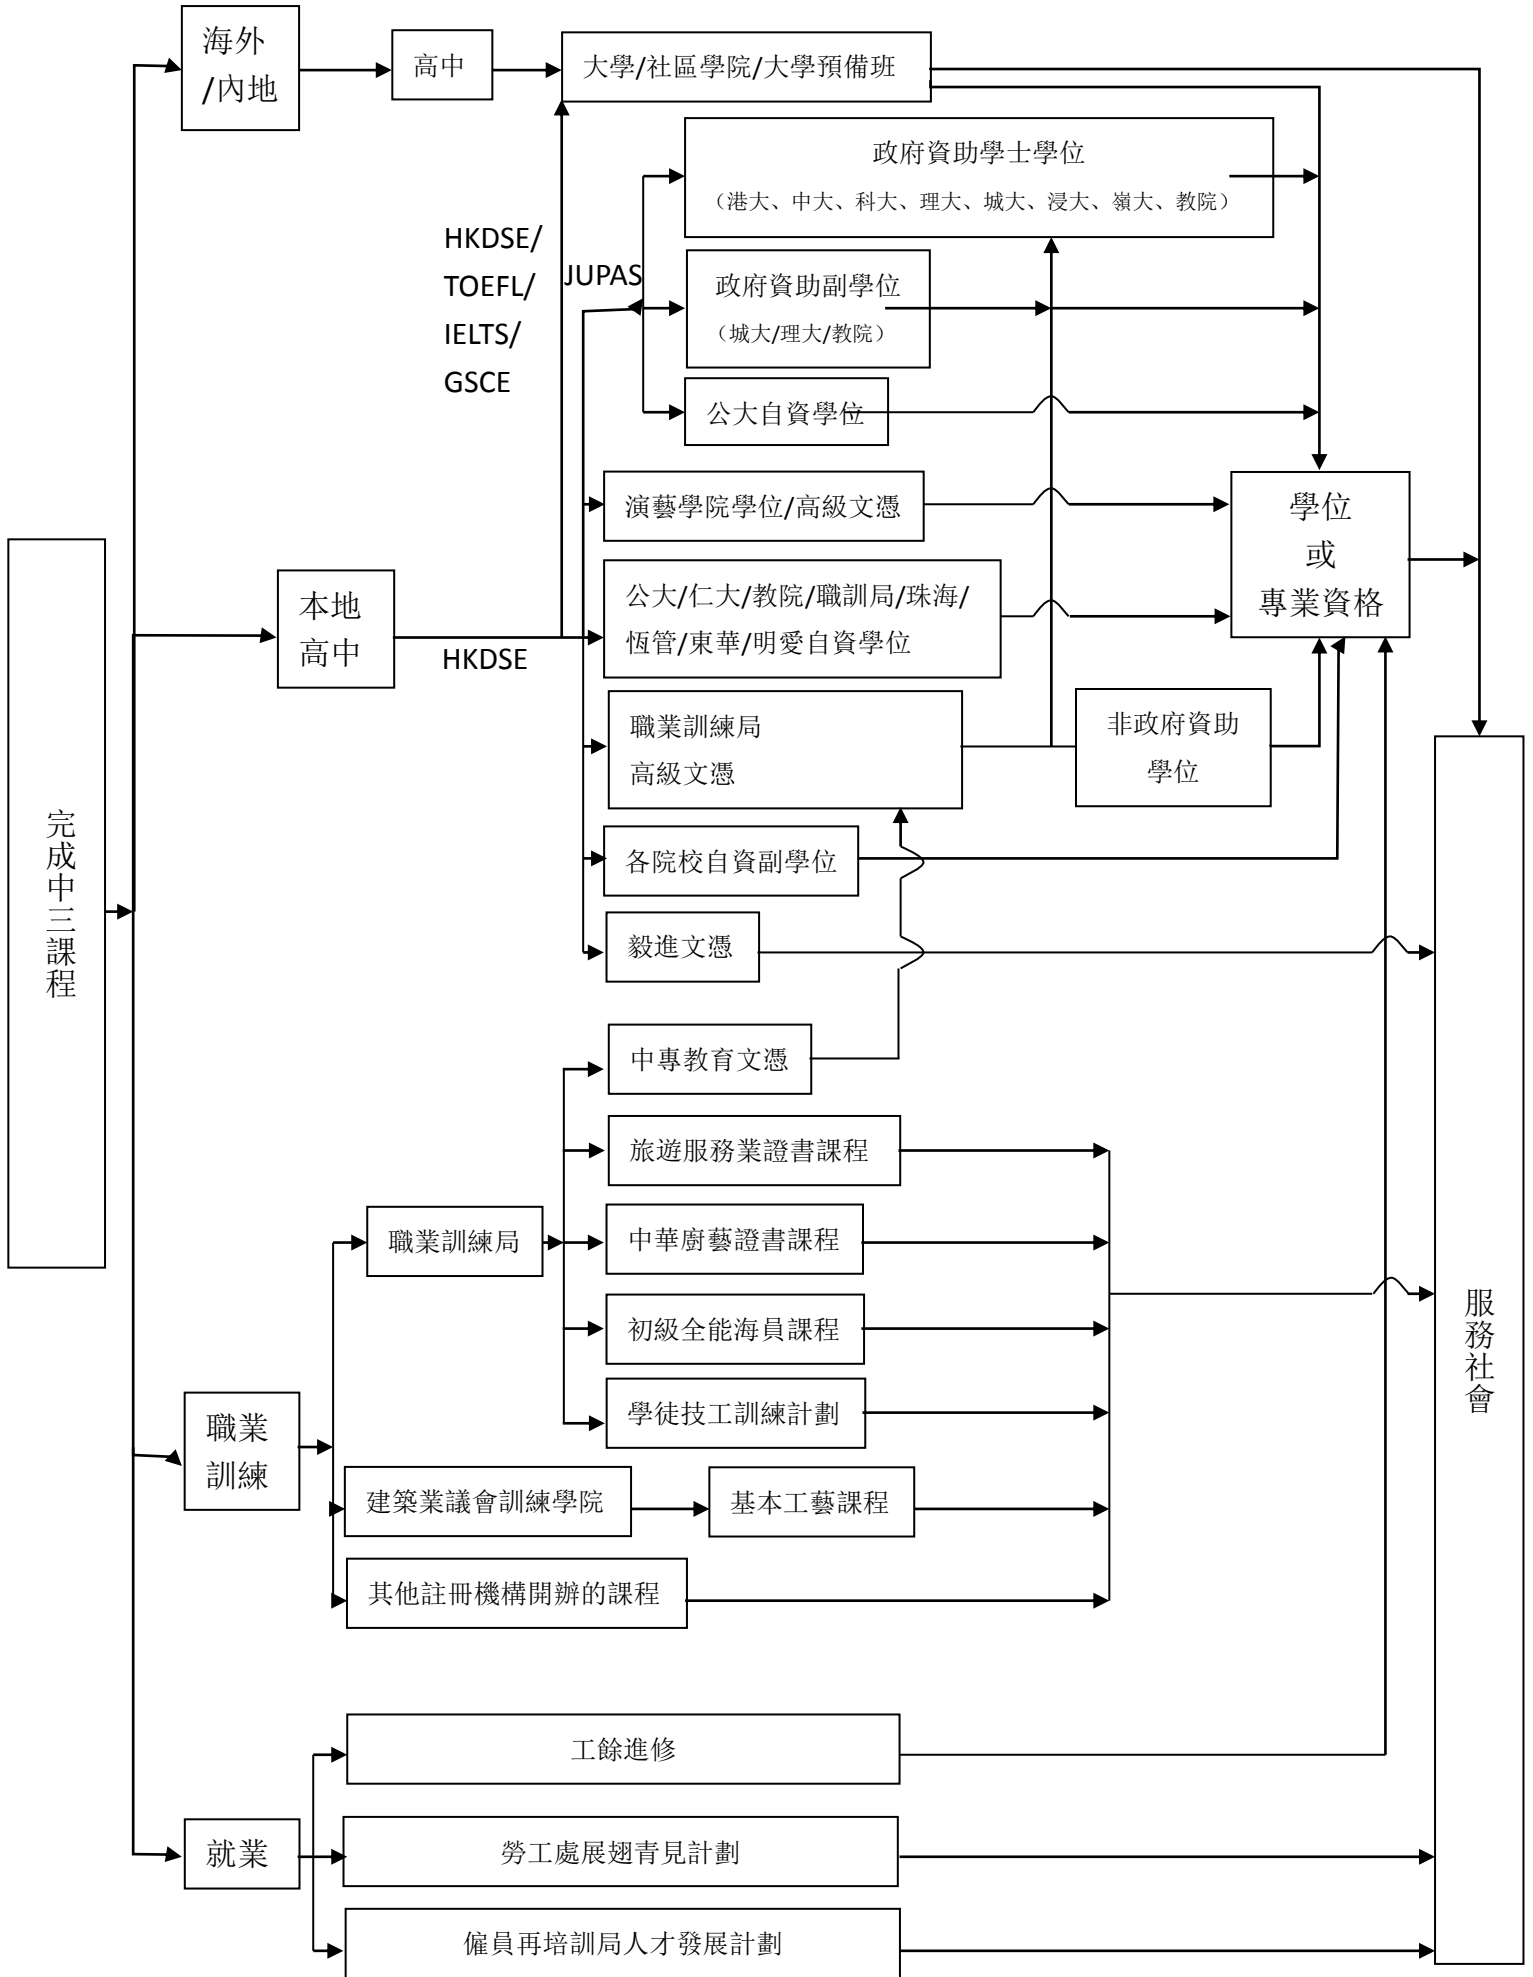 海外
/內地
高中
大學/社區學院/大學預備班
政府資助學士學位
（港大、中大、科大、理大、城大、浸大、嶺大、教院）
HKDSE/
TOEFL/
IELTS/
GSCE
JUPAS
政府資助副學位
（城大/理大/教院）
公大自資學位
演藝學院學位/高級文憑
學位
或
專業資格
完成中三課程
本地
高中
HKDSE
公大/仁大/教院/職訓局/珠海/
恆管/東華/明愛自資學位
職業訓練局
高級文憑
非政府資助
學位
各院校自資副學位
毅進文憑
中專教育文憑
旅遊服務業證書課程
職業訓練局
中華廚藝證書課程
初級全能海員課程
學徒技工訓練計劃
服務社會
職業
訓練
建築業議會訓練學院
基本工藝課程
其他註冊機構開辦的課程
工餘進修
就業
勞工處展翅青見計劃
僱員再培訓局人才發展計劃